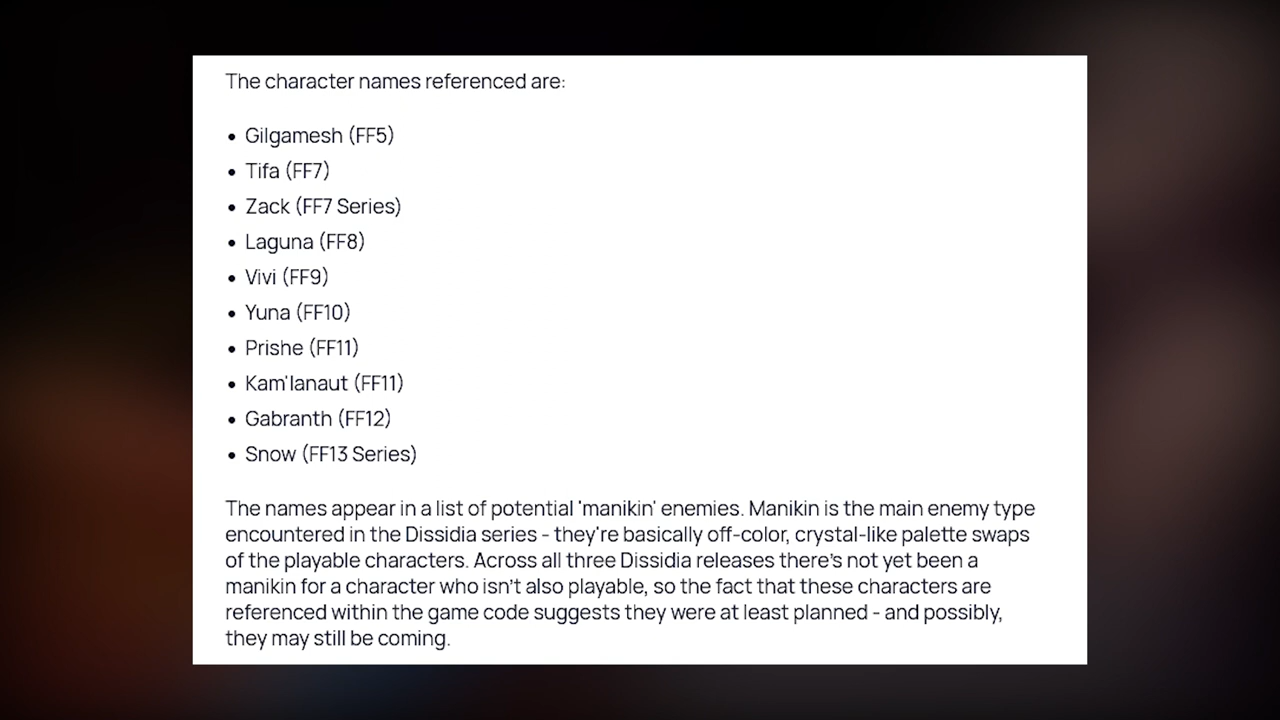 The character names referenced are:
• Gilgamesh (FF5)
• Tifa (FF7)
• Zack (FF7 Series)
• Laguna (FF8)
• Vivi (FF9)
• Yuna (FF10)
• Prishe (FF11)
• Kam'lanaut (FF11)
• Gabranth (FF12)
• Snow (FF13 Series)
The names appear in a list of potential 'manikin' enemies. Manikin is the main enemy type
encountered in the Dissidia series - they're basically off-color, crystal-like palette swaps
of the playable characters. Across all three Dissidia releases there's not yet been a
manikin for a character who isn't also playable, so the fact that these characters are
referenced within the game code suggests they were at least planned - and possibly,
they may still be coming.